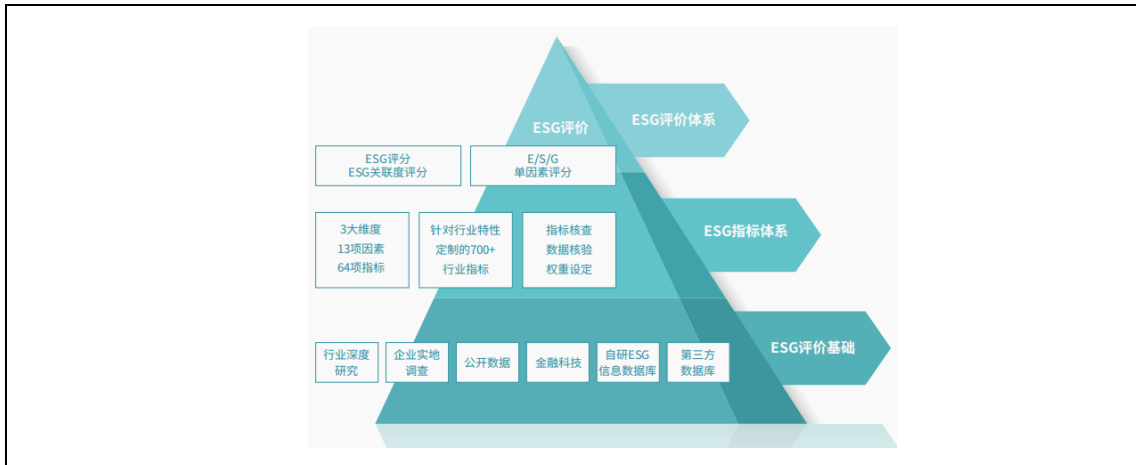 ESG评价
ESG评价体系
ESG评分
ESG关联度评分
E/S/G
单因素评分
3大维度
13项因素
64项指标
针对行业特性
定制的700+
行业指标
指标核查
数据核验
权重设定
ESG指标体系
行业深度
研究
企业实地
调查
公开数据
金融科技
自研ESG
信息数据库
第三方
数据库
ESG评价基础